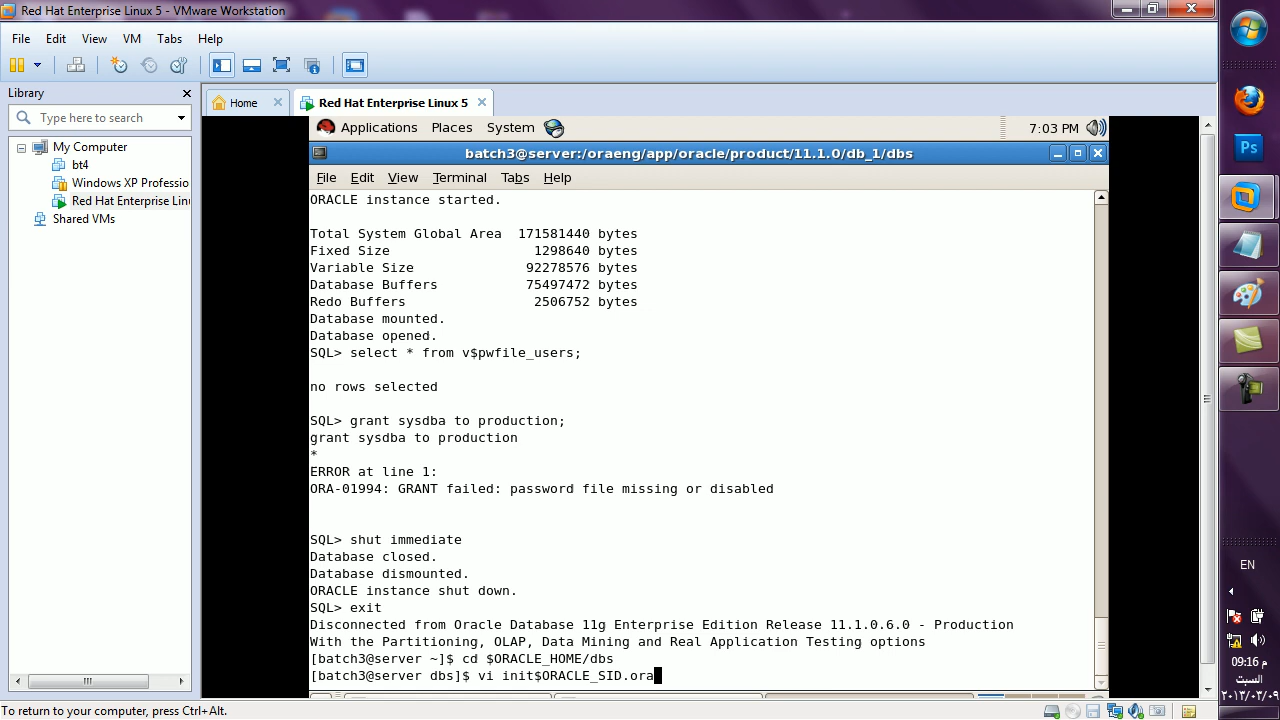 Red Hat Enterprise Linux 5 - VMware Workstation
File Edit View VM Tabs Help
Library
Type here to search
My Computer
bt4
Windows XP Professio
Red Hat Enterprise Linu
Shared VMs
Home
Red Hat Enterprise Linux 5
Applications Places System
7:03 PM
batch3@server:/oraeng/app/oracle/product/11.1.0/db_1/dbs
File Edit View Terminal Tabs Help
ORACLE instance started.
Total System Global Area 171581440 bytes
Fixed Size 1298640 bytes
Variable Size 92278576 bytes
Database Buffers 75497472 bytes
Redo Buffers 2506752 bytes
Database mounted.
Database opened.
SQL> select * from v$pwfile_users;
no rows selected
SQL> grant sysdba to production;
grant sysdba to production
*
ERROR at line 1:
ORA-01994: GRANT failed: password file missing or disabled
SQL> shut immediate
Database closed.
Database dismounted.
ORACLE instance shut down.
SQL> exit
Disconnected from Oracle Database 11g Enterprise Edition Release 11.1.0.6.0 - Production
With the Partitioning, OLAP, Data Mining and Real Application Testing options
[batch3@server ~]$ cd $ORACLE_HOME/dbs
[batch3@server dbs]$ vi init$ORACLE_SID.ora
To return to your computer, press Ctrl+Alt.
Ps
EN
09:16 م
السبت
٢٠١٣/٠٣/٠٩